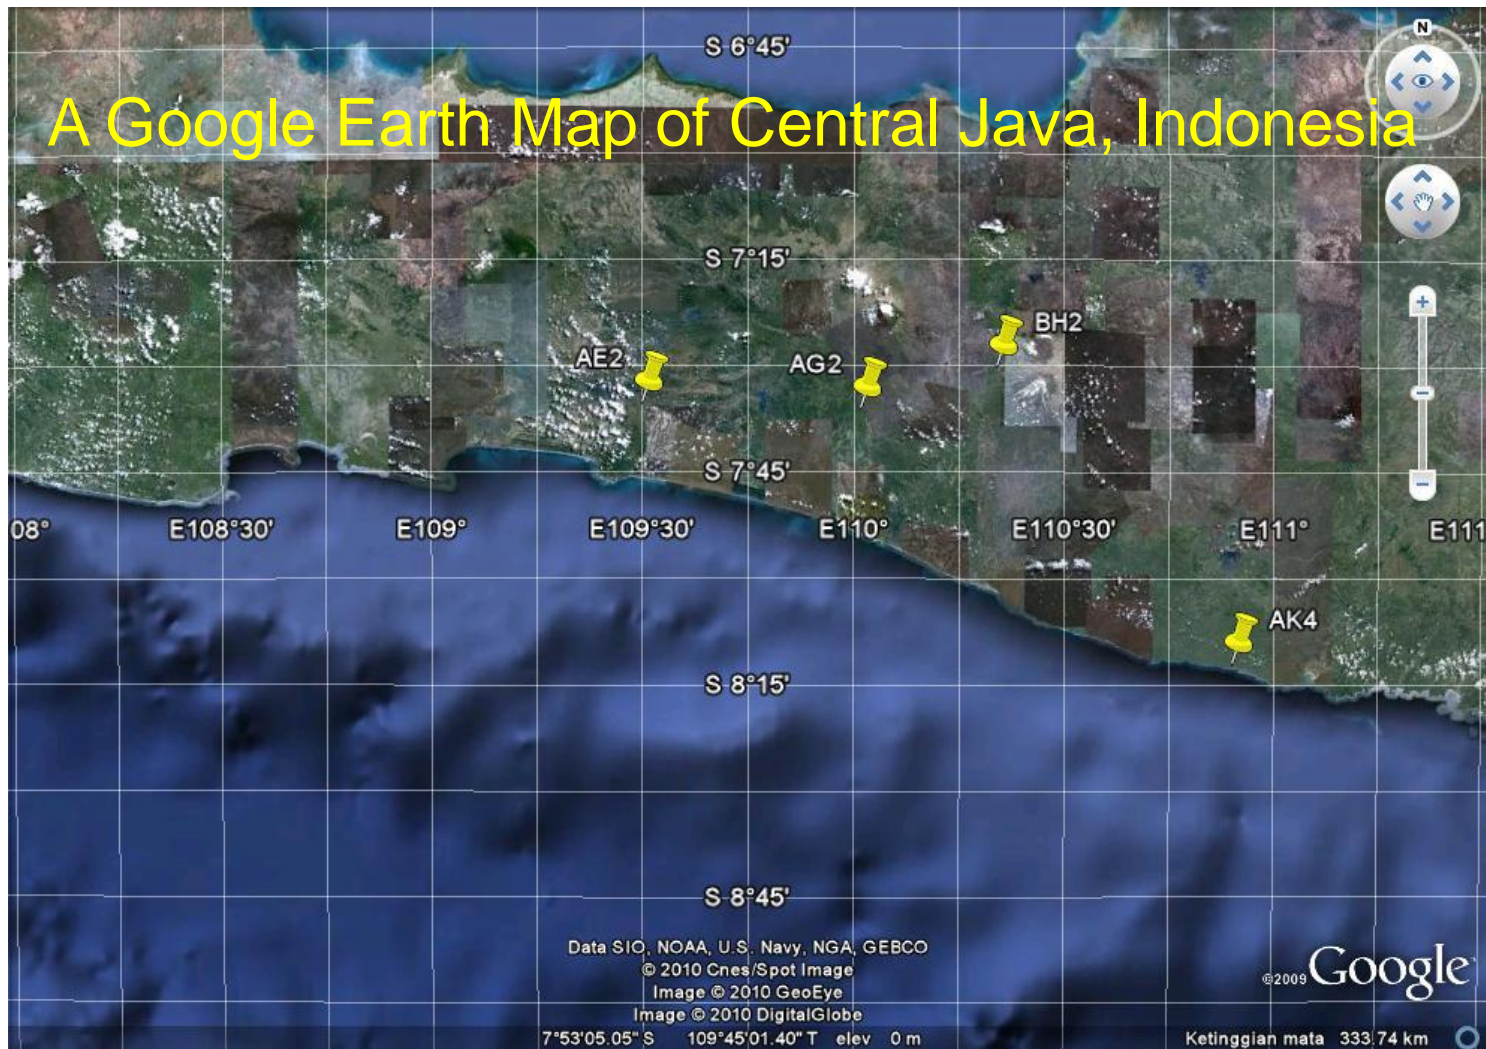 N
S 6°45'
A Google Earth Map of Central Java, Indonesia
S 7°15'
BH2
AE2
AG2
S 7°45'
08° E108°30' E109° E109°30' E110° E110°30' E111° E111
AK4
S 8°15'
S 8°45'
Data SIO, NOAA, U.S. Navy, NGA, GEBCO
© 2010 Cnes/Spot Image
Image © 2010 GeoEye
Image © 2010 DigitalGlobe
©2009 Google
7°53'05.05" S 109°45'01.40" T elev 0 m Ketinggian mata 333.74 km